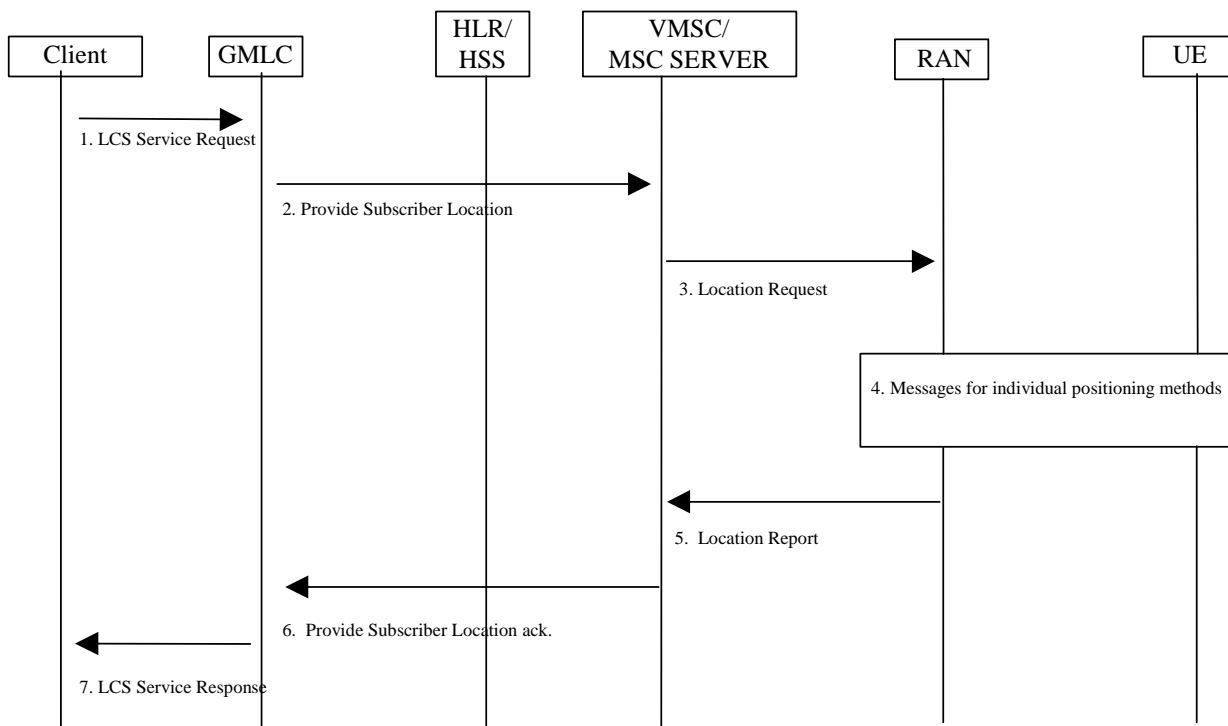 Client
GMLC
HLR/
HSS
VMSC/
MSC SERVER
RAN
UE
1. LCS Service Request
2. Provide Subscriber Location
3. Location Request
4. Messages for individual positioning methods
5. Location Report
6. Provide Subscriber Location ack.
7. LCS Service Response